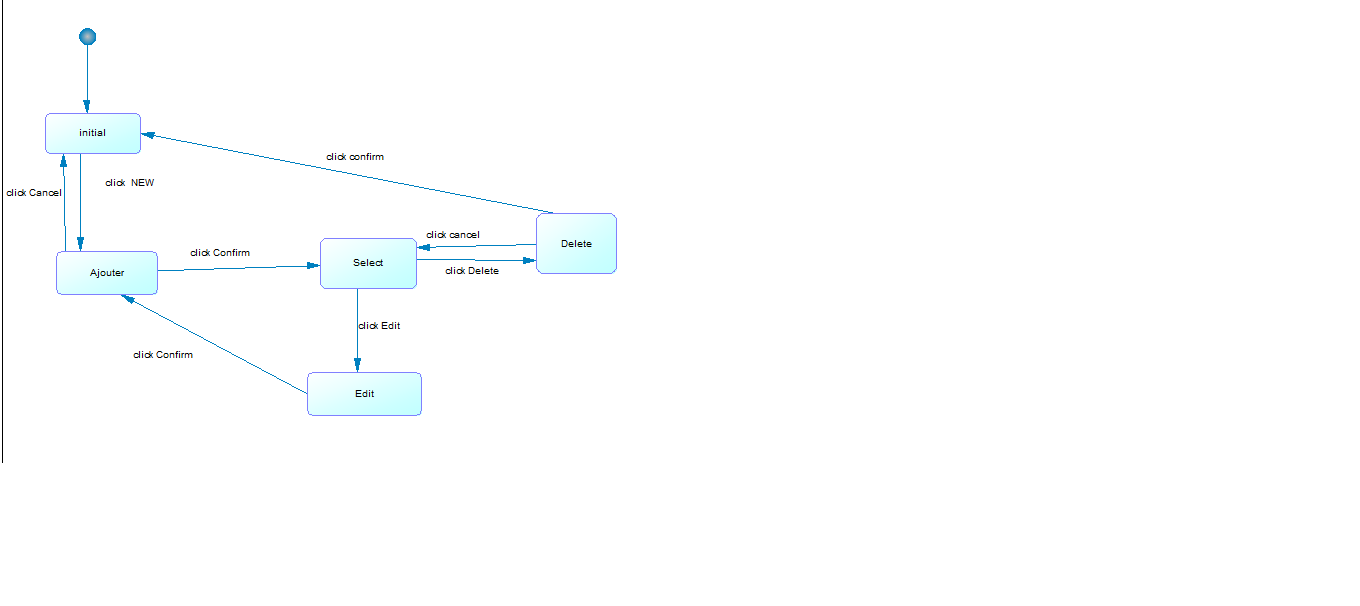 initial
click confirm
click NEW
click Cancel
click cancel
Delete
click Confirm
Select
Ajouter
click Delete
click Edit
click Confirm
Edit